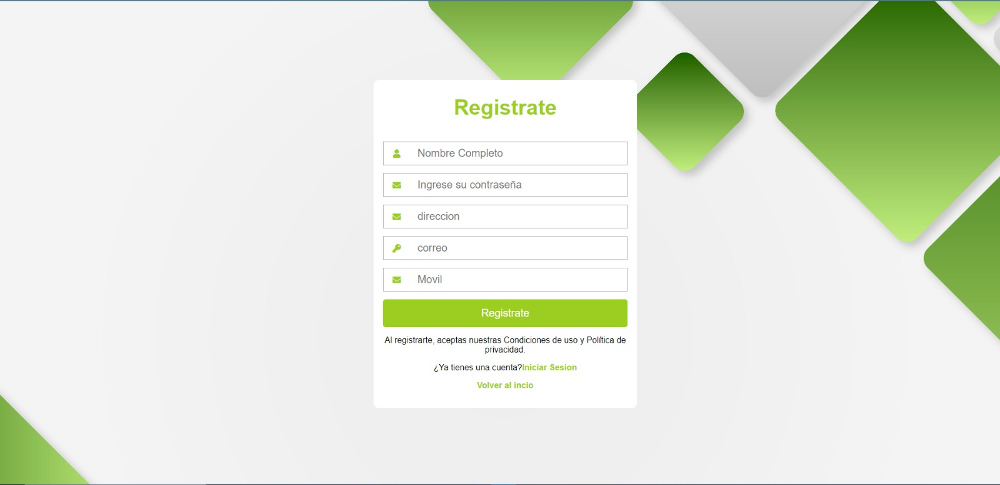 Registrate
Nombre Completo
Ingrese su contraseña
direccion
correo
Movil
Registrate
Al registrarte, aceptas nuestras Condiciones de uso y Política de
privacidad.
¿Ya tienes una cuenta?Iniciar Sesion
Volver al incio